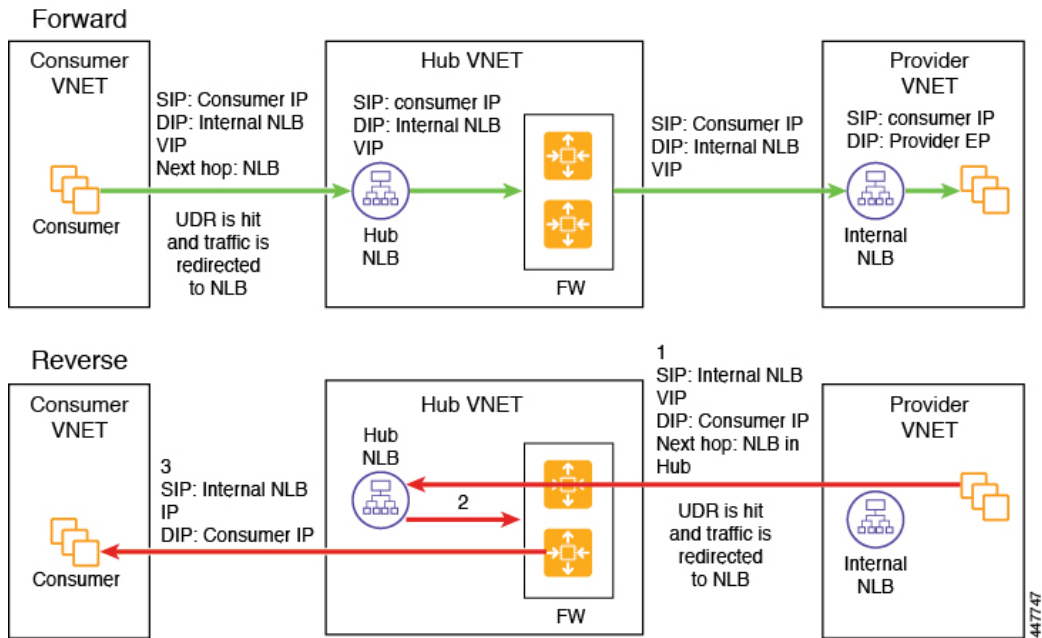 Forward
Consumer
VNET
SIP: Consumer IP
DIP: Internal NLB
VIP
Next hop: NLB
Consumer
UDR is hit
and traffic is
redirected
to NLB
Hub VNET
SIP: consumer IP
DIP: Internal NLB
VIP
Hub
NLB
FW
SIP: Consumer IP
DIP: Internal NLB
VIP
Provider
VNET
SIP: consumer IP
DIP: Provider EP
Internal
NLB
Reverse
Consumer
VNET
3
SIP: Internal NLB
IP
DIP: Consumer IP
Consumer
Hub VNET
Hub
NLB
2
FW
1
SIP: Internal NLB
VIP
DIP: Consumer IP
Next hop: NLB in
Hub
UDR is hit
and traffic is
redirected
to NLB
Provider
VNET
Internal
NLB
447747